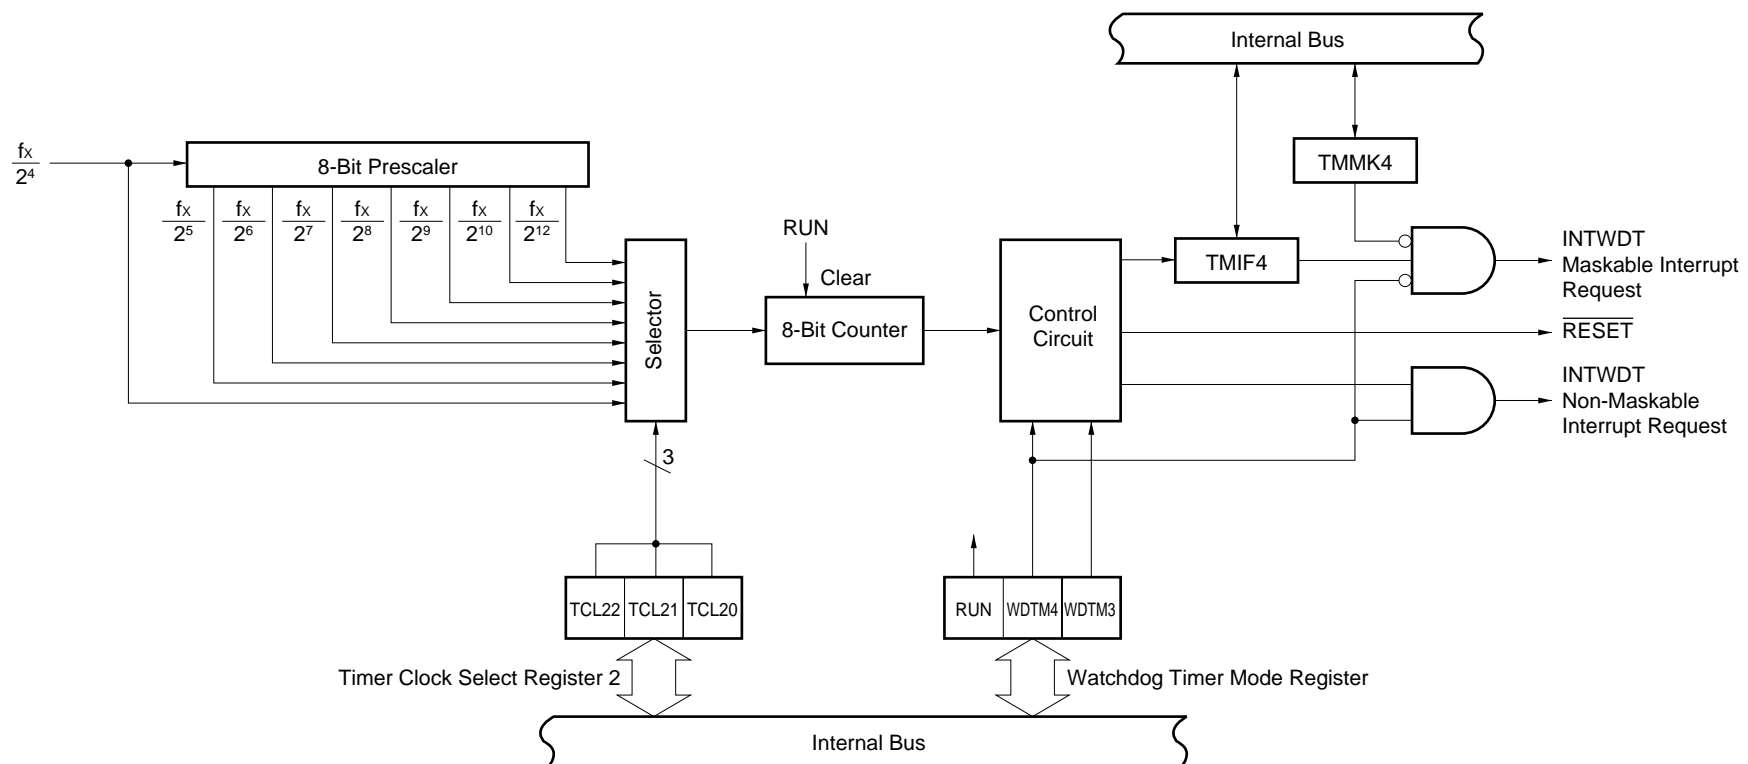 Internal Bus
fX
2⁴
8-Bit Prescaler
TMMK4
fX
2⁵
fX
2⁶
fX
2⁷
fX
2⁸
fX
2⁹
fX
2¹⁰
fX
2¹²
RUN
Clear
Selector
8-Bit Counter
Control
Circuit
TMIF4
INTWDT
Maskable Interrupt
Request
RESET
INTWDT
Non-Maskable
Interrupt Request
3
TCL22 TCL21 TCL20
RUN WDTM4 WDTM3
Timer Clock Select Register 2
Watchdog Timer Mode Register
Internal Bus